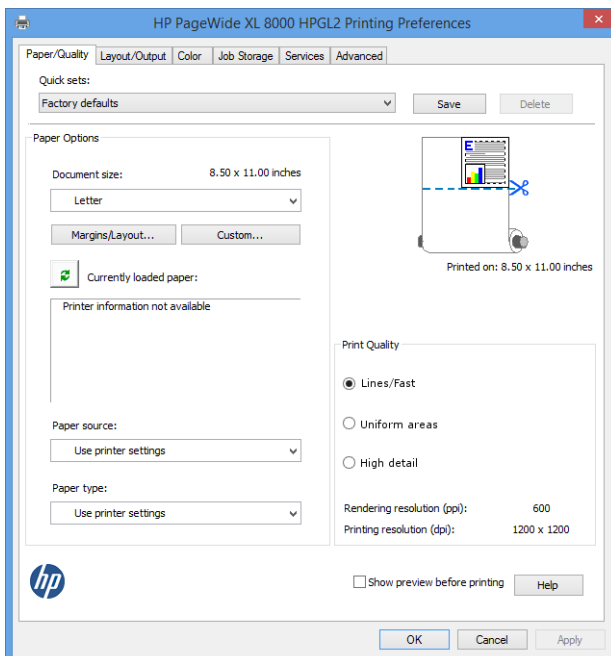 HP PageWide XL 8000 HPGL2 Printing Preferences
Paper/Quality Layout/Output Color Job Storage Services Advanced
Quick sets:
Factory defaults
Save
Delete
Paper Options
Document size: 8.50 x 11.00 inches
Letter
Margins/Layout... Custom...
E
Printed on: 8.50 x 11.00 inches
Currently loaded paper:
Printer information not available
Print Quality
Lines/Fast
Uniform areas
High detail
Paper source:
Use printer settings
Paper type:
Use printer settings
Rendering resolution (ppi): 600
Printing resolution (dpi): 1200 x 1200
hp
Show preview before printing
Help
OK Cancel Apply